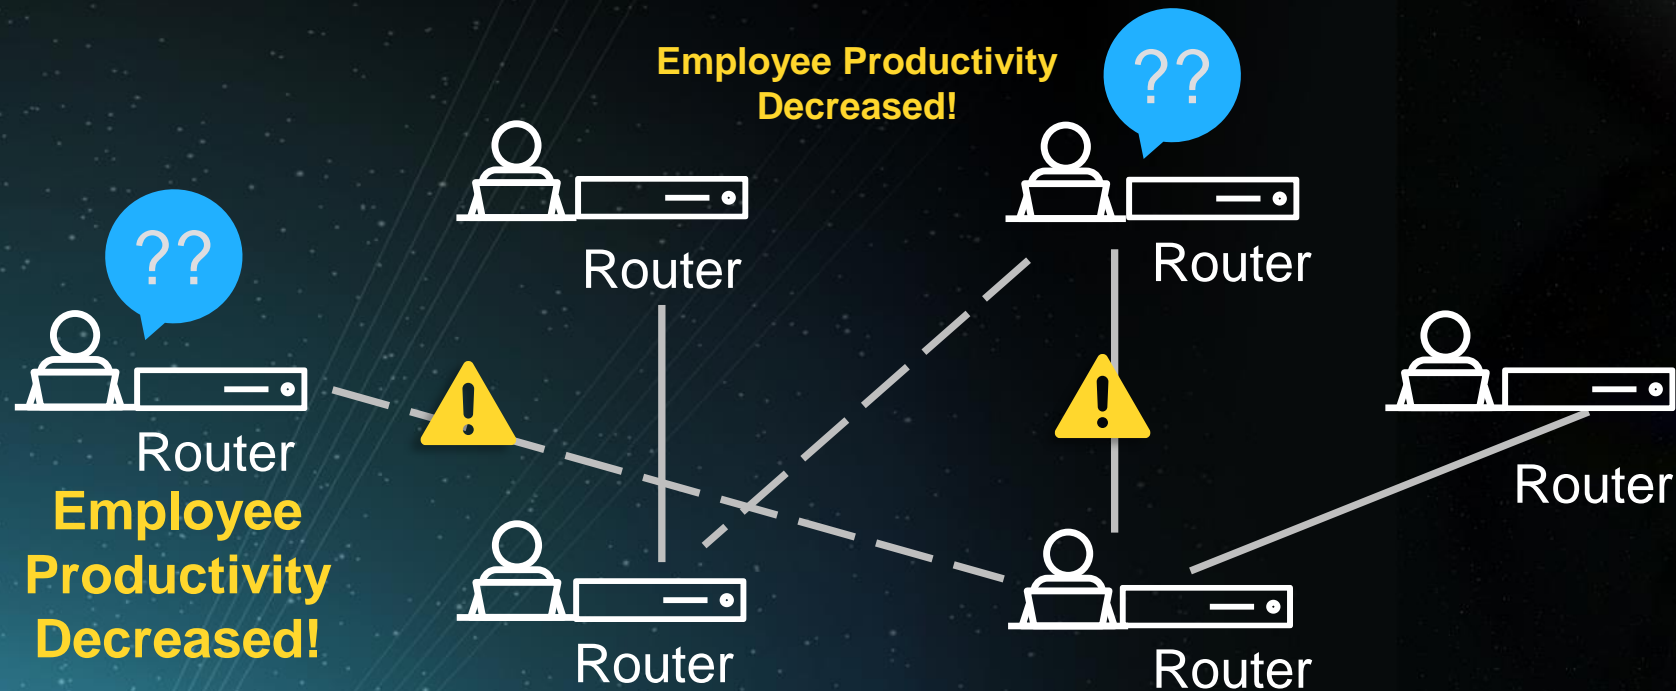 Employee Productivity
Decreased!
??
Router
Router
??
Router
Employee
Productivity
Decreased!
Router
Router
Router